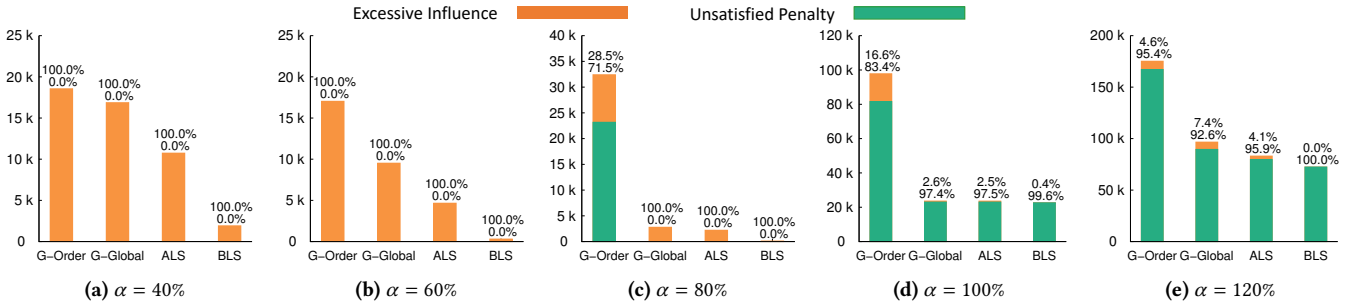 Excessive Influence
Unsatisfied Penalty
25 k
20 k
15 k
10 k
5 k
0
100.0%
0.0%
100.0%
0.0%
100.0%
0.0%
100.0%
0.0%
G−Order G−Global ALS BLS
(a) α = 40%
25 k
20 k
15 k
10 k
5 k
0
100.0%
0.0%
100.0%
0.0%
100.0%
0.0%
100.0%
0.0%
G−Order G−Global ALS BLS
(b) α = 60%
40 k
35 k
30 k
25 k
20 k
15 k
10 k
5 k
0
28.5%
71.5%
100.0%
0.0%
100.0%
0.0%
100.0%
0.0%
G−Order G−Global ALS BLS
(c) α = 80%
120 k
100 k
80 k
60 k
40 k
20 k
0
16.6%
83.4%
2.6%
97.4%
2.5%
97.5%
0.4%
99.6%
G−Order G−Global ALS BLS
(d) α = 100%
200 k
150 k
100 k
50 k
0
4.6%
95.4%
7.4%
92.6%
4.1%
95.9%
0.0%
100.0%
G−Order G−Global ALS BLS
(e) α = 120%